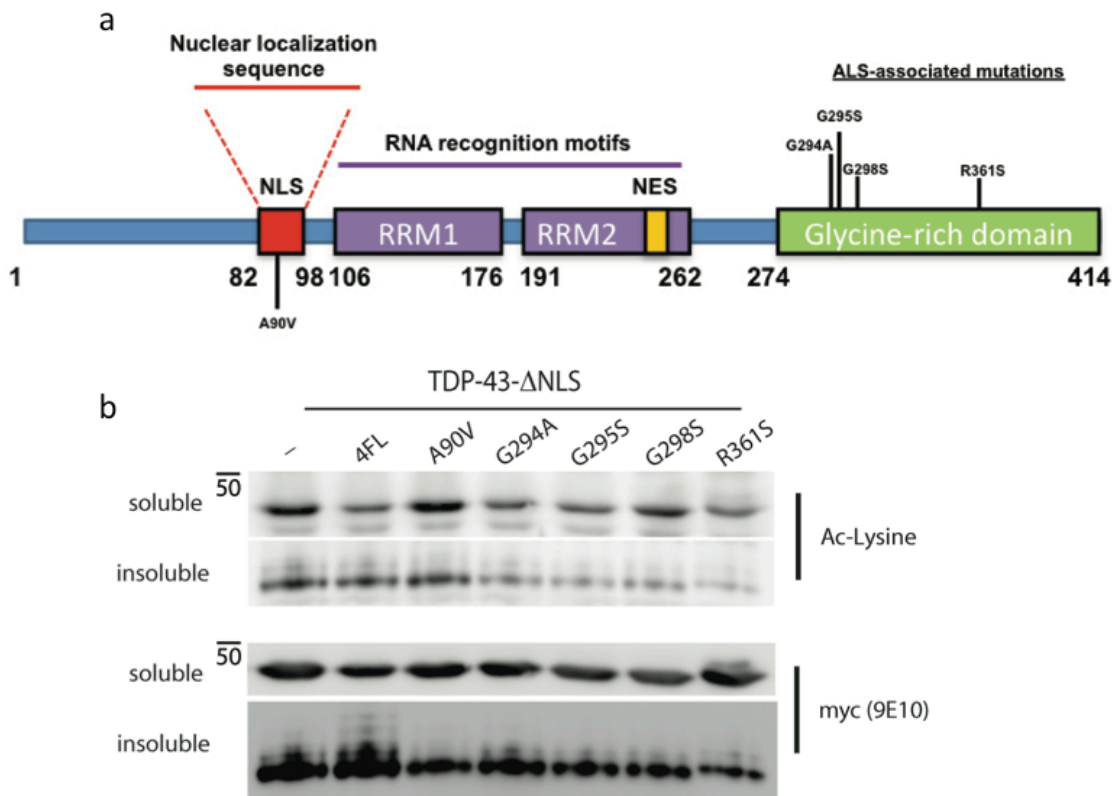 a
Nuclear localization
sequence
ALS-associated mutations
G295S
G294A
G298S
R361S
RNA recognition motifs
NLS
NES
RRM1
RRM2
Glycine-rich domain
1
82
98
106
176
191
262
274
414
A90V
b
TDP-43-ΔNLS
–
4FL
A90V
G294A
G295S
G298S
R361S
50
soluble
insoluble
Ac-Lysine
50
soluble
insoluble
myc (9E10)